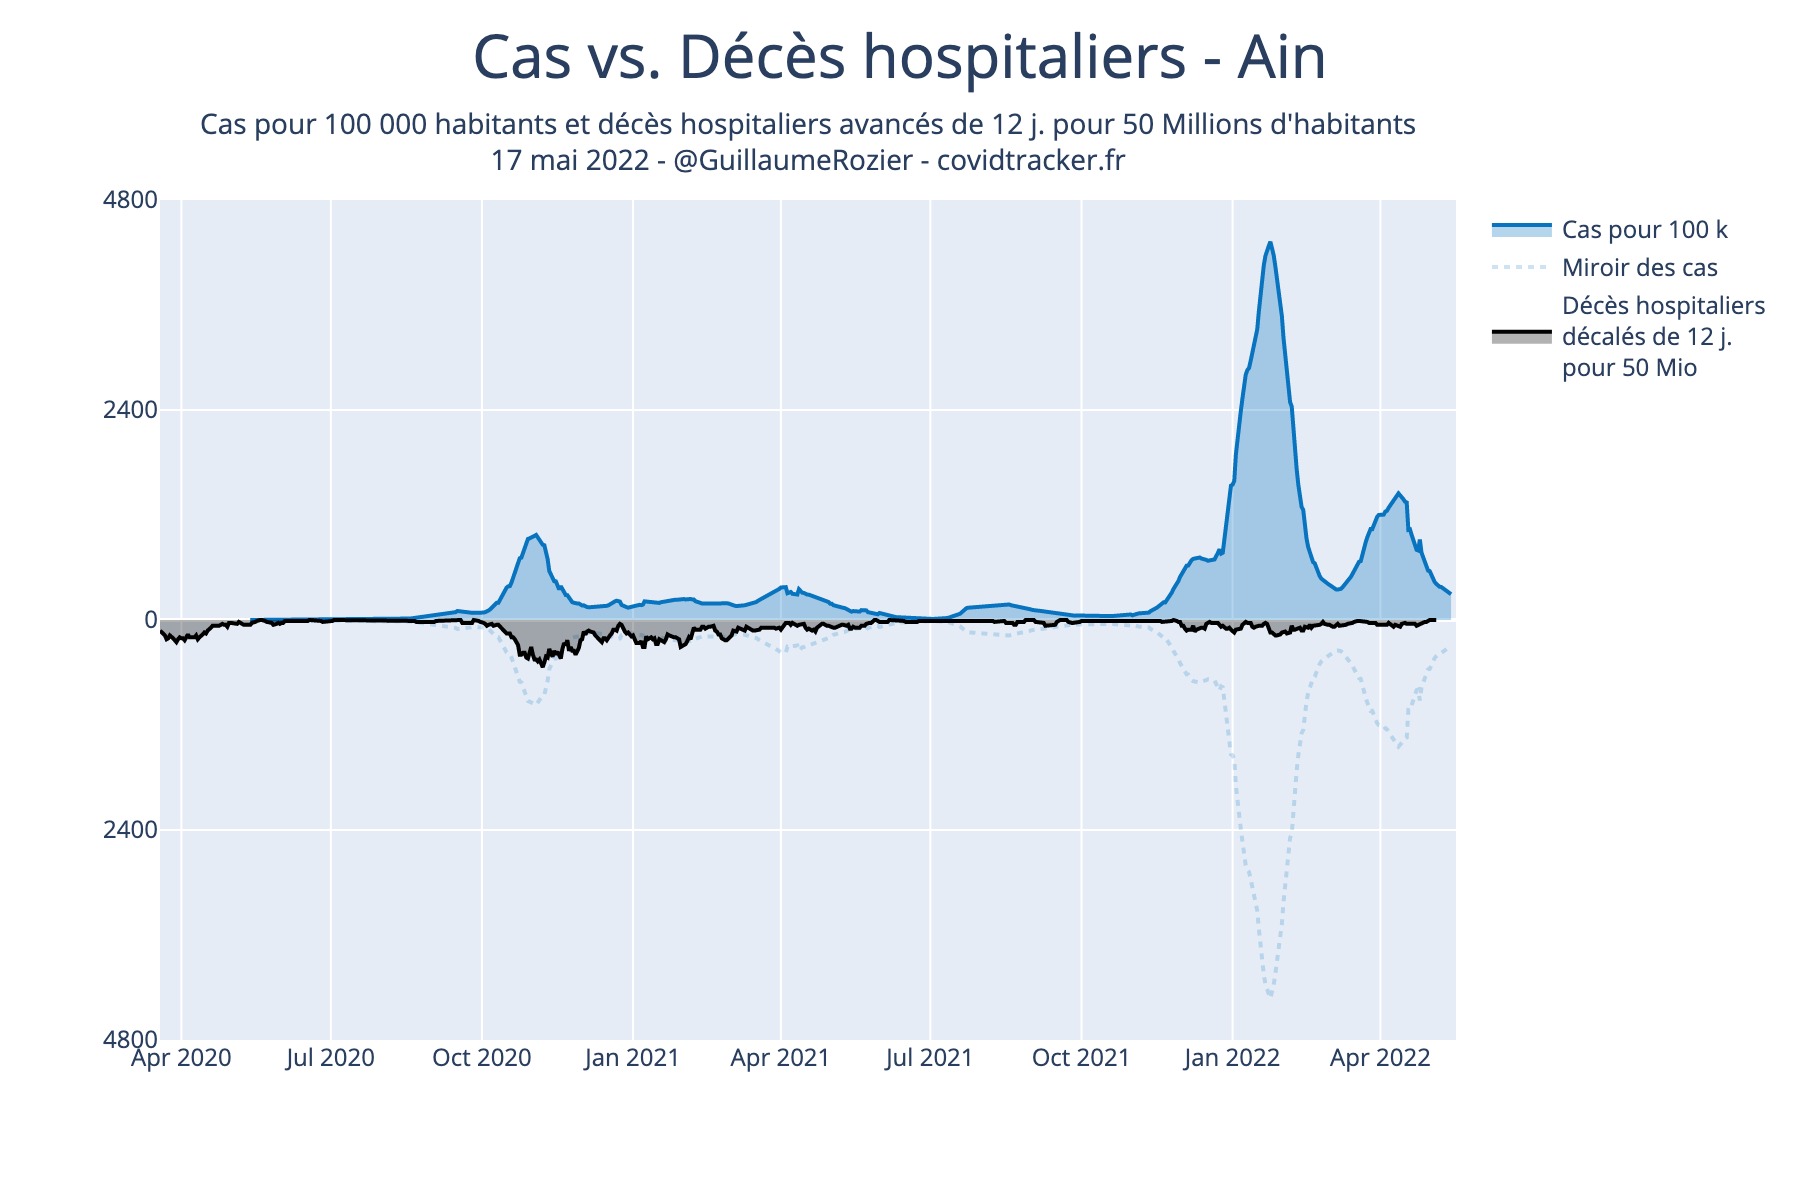 Cas vs. Décès hospitaliers - Ain
Cas pour 100 000 habitants et décès hospitaliers avancés de 12 j. pour 50 Millions d'habitants
17 mai 2022 - @GuillaumeRozier - covidtracker.fr
4800
2400
0
2400
4800
Apr 2020
Jul 2020
Oct 2020
Jan 2021
Apr 2021
Jul 2021
Oct 2021
Jan 2022
Apr 2022
Cas pour 100 k
Miroir des cas
Décès hospitaliers
décalés de 12 j.
pour 50 Mio